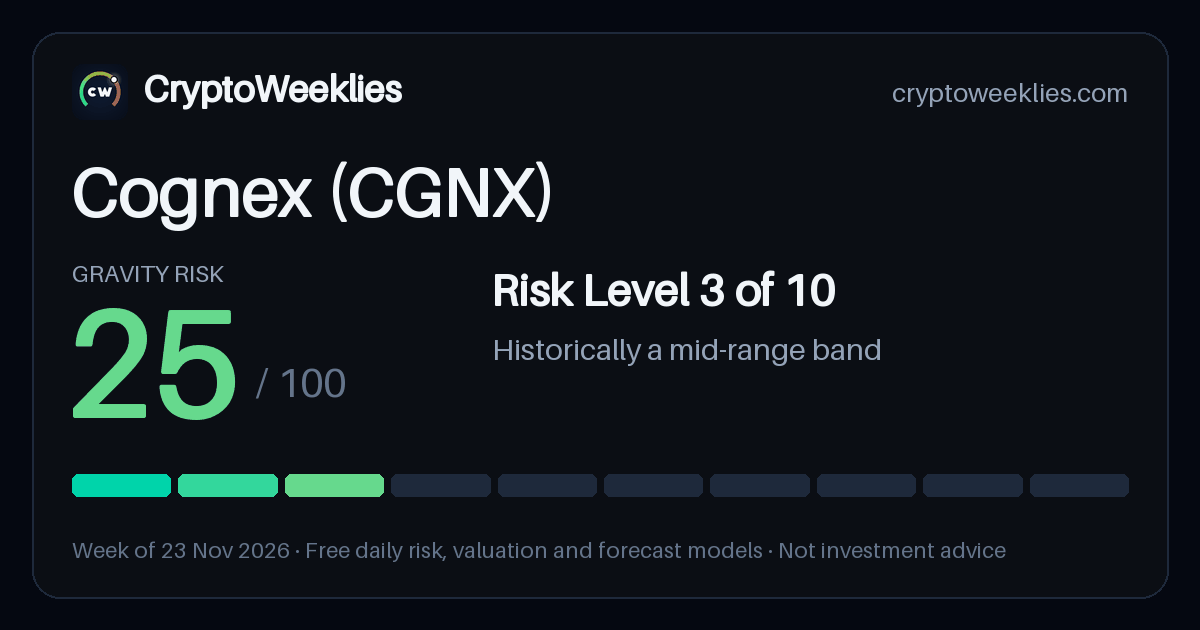 CW
CryptoWeeklies
cryptoweeklies.com
Cognex (CGNX)
GRAVITY RISK
25 / 100
Risk Level 3 of 10
Historically a mid-range band
Week of 23 Nov 2026 · Free daily risk, valuation and forecast models · Not investment advice